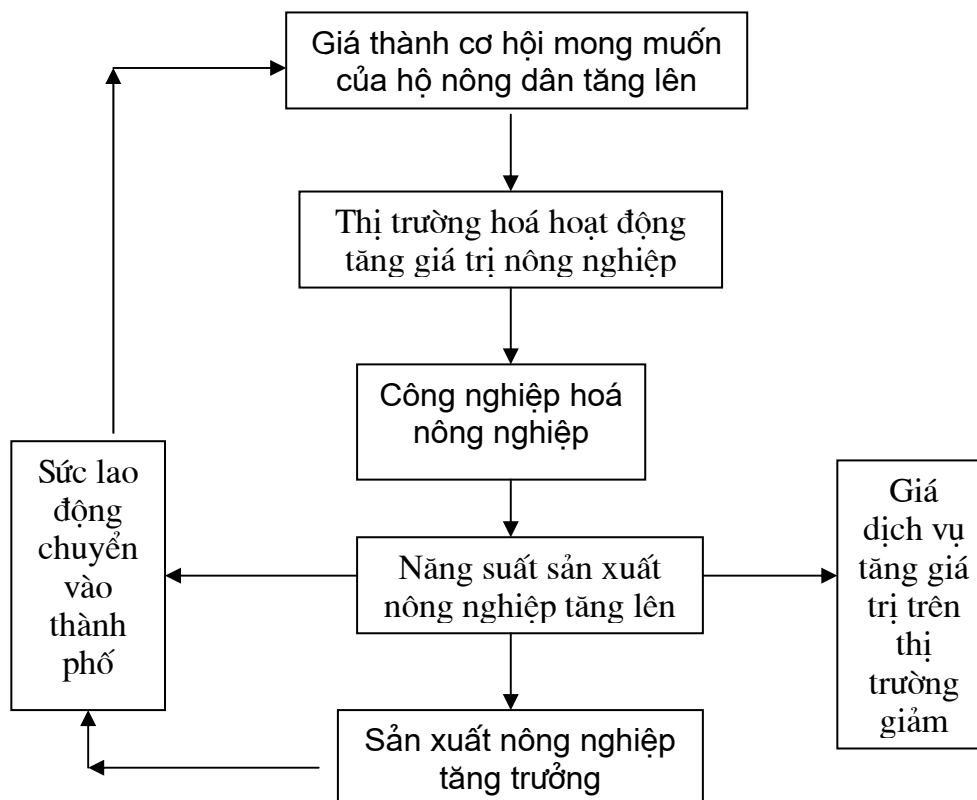 Giá thành cơ hội mong muốn
của hộ nông dân tăng lên
Thị trường hoá hoạt động
tăng giá trị nông nghiệp
Công nghiệp hoá
nông nghiệp
Sức lao
động
chuyển
vào
thành
phố
Năng suất sản xuất
nông nghiệp tăng lên
Giá
dịch vụ
tăng giá
trị trên
thị
trường
giảm
Sản xuất nông nghiệp
tăng trưởng